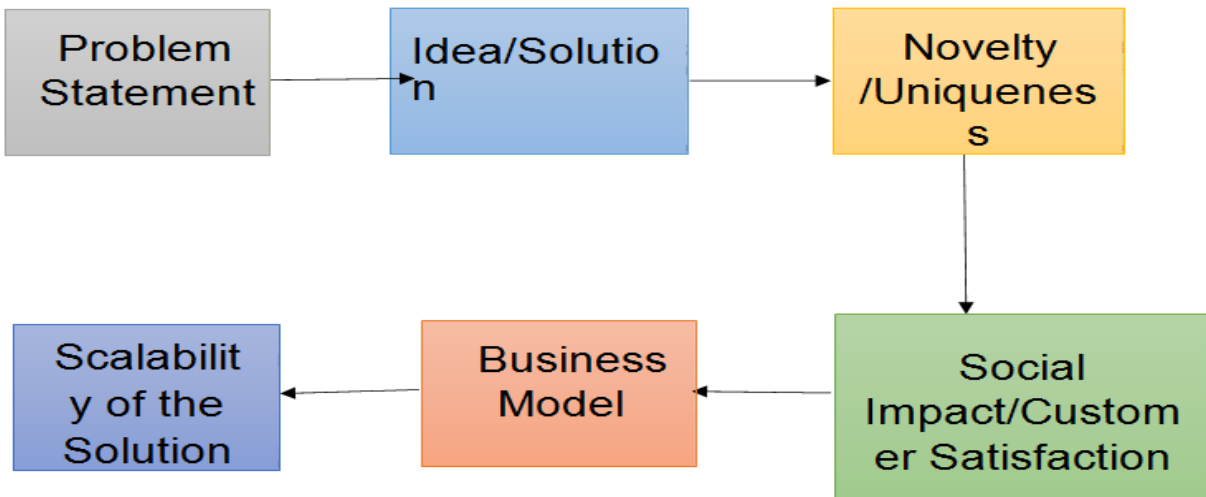 Problem
Statement
Idea/Solutio
n
Novelty
/Uniquenes
s
Social
Impact/Custom
er Satisfaction
Business
Model
Scalabilit
y of the
Solution